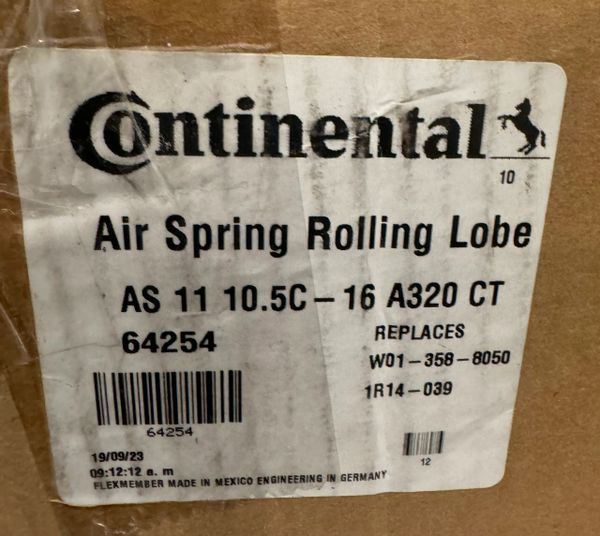 Continental
10
Air Spring Rolling Lobe
AS 11 10.5C-16 A320 CT
64254
REPLACES
W01-358-8050
1R14-039
64254
19/09/23
09:12:12 a. m
12
FLEXMEMBER MADE IN MEXICO ENGINEERING IN GERMANY